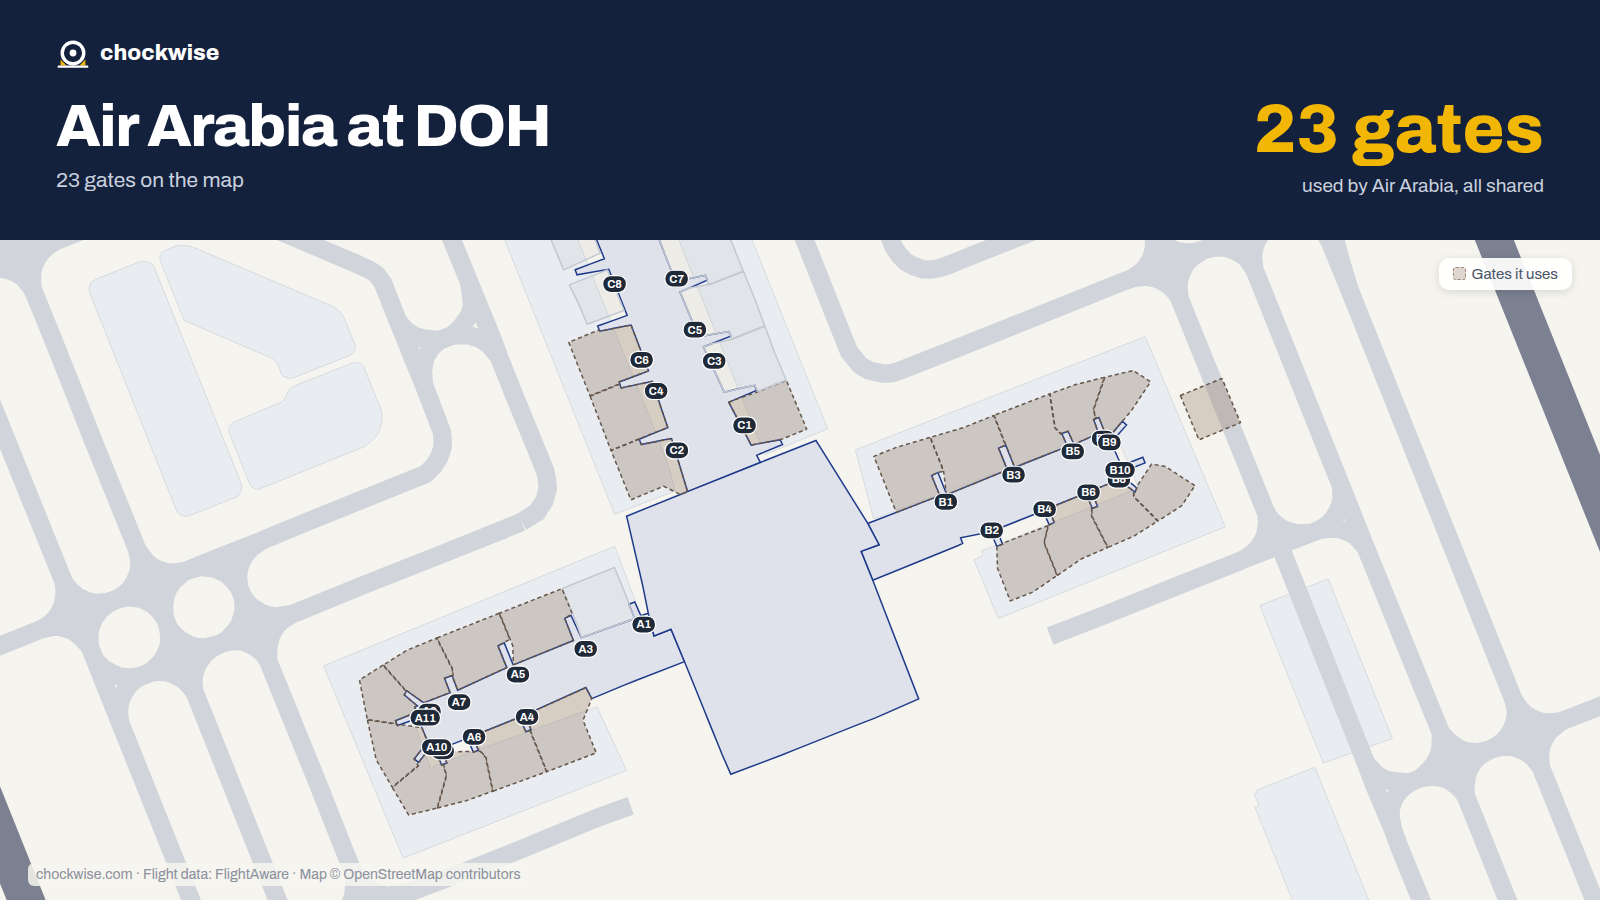 chockwise
Air Arabia at DOH
23 gates on the map
23 gates
used by Air Arabia, all shared
Gates it uses
C8
C7
C5
C6
C3
C4
C1
C2
B9
B5
B10
B3
B6
B1
B4
B2
A1
A3
A5
A7
A11
A4
A6
A10
chockwise.com · Flight data: FlightAware · Map © OpenStreetMap contributors